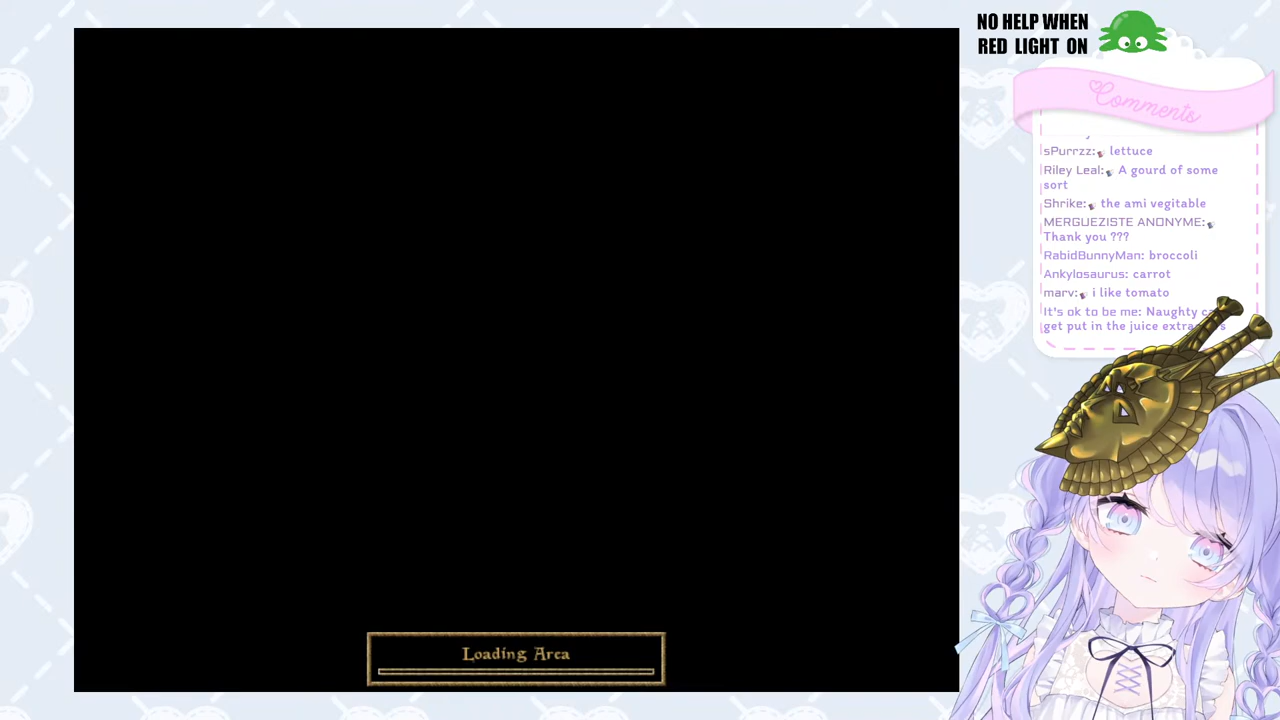 NO HELP WHEN
RED LIGHT ON
Comments
sPurrzz: lettuce
Riley Leal: A gourd of some
sort
Shrike: the ami vegitable
MERGUEZISTE ANONYME:
Thank you ???
RabidBunnyMan: broccoli
Ankylosaurus: carrot
marv: i like tomato
It's ok to be me: Naughty
get put in the juice
Loading Area